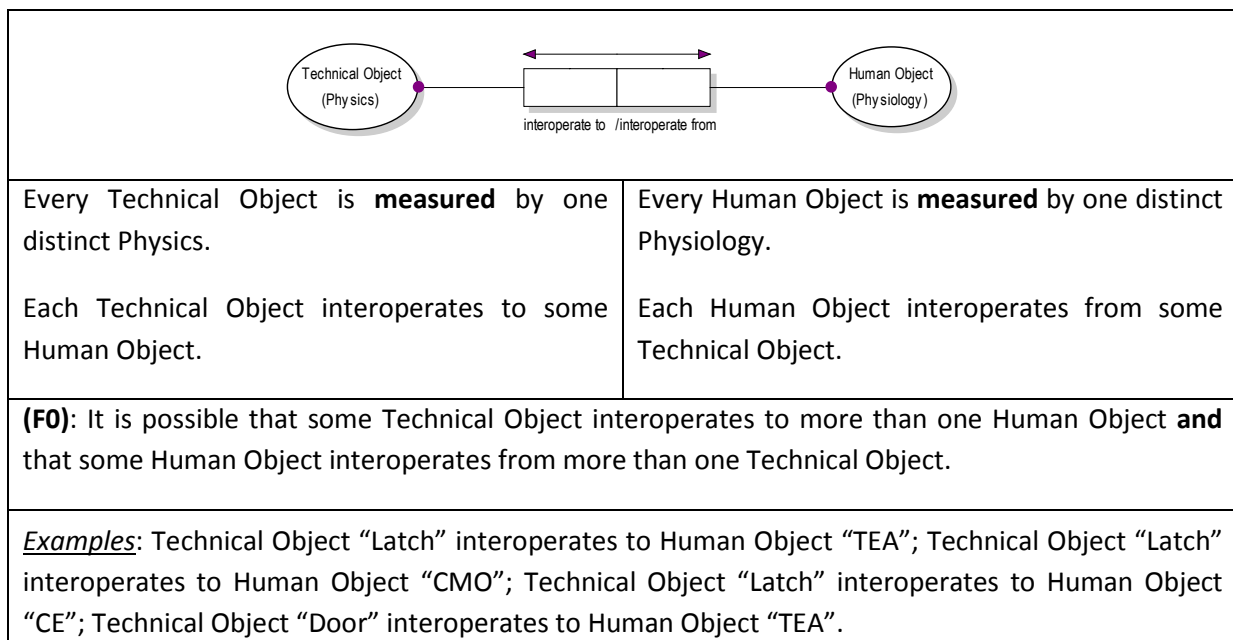 Technical Object
(Physics)
Human Object
(Physiology)
interoperate to /interoperate from
Every Technical Object is measured by one
distinct Physics.
Each Technical Object interoperates to some
Human Object.
Every Human Object is measured by one distinct
Physiology.
Each Human Object interoperates from some
Technical Object.
(F0): It is possible that some Technical Object interoperates to more than one Human Object and
that some Human Object interoperates from more than one Technical Object.
Examples: Technical Object “Latch” interoperates to Human Object “TEA”; Technical Object “Latch”
interoperates to Human Object “CMO”; Technical Object “Latch” interoperates to Human Object
“CE”; Technical Object “Door” interoperates to Human Object “TEA”.